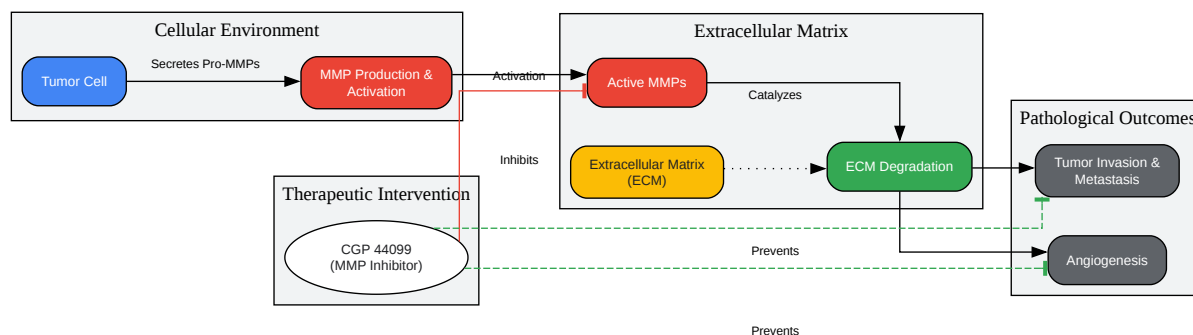 Cellular Environment
Extracellular Matrix
Secretes Pro-MMPs
Tumor Cell
MMP Production &
Activation
Activation
Active MMPs
Catalyzes
Pathological Outcomes
Inhibits
Extracellular Matrix
(ECM)
ECM Degradation
Tumor Invasion &
Metastasis
Therapeutic Intervention
CGP 44099
(MMP Inhibitor)
Prevents
Angiogenesis
Prevents